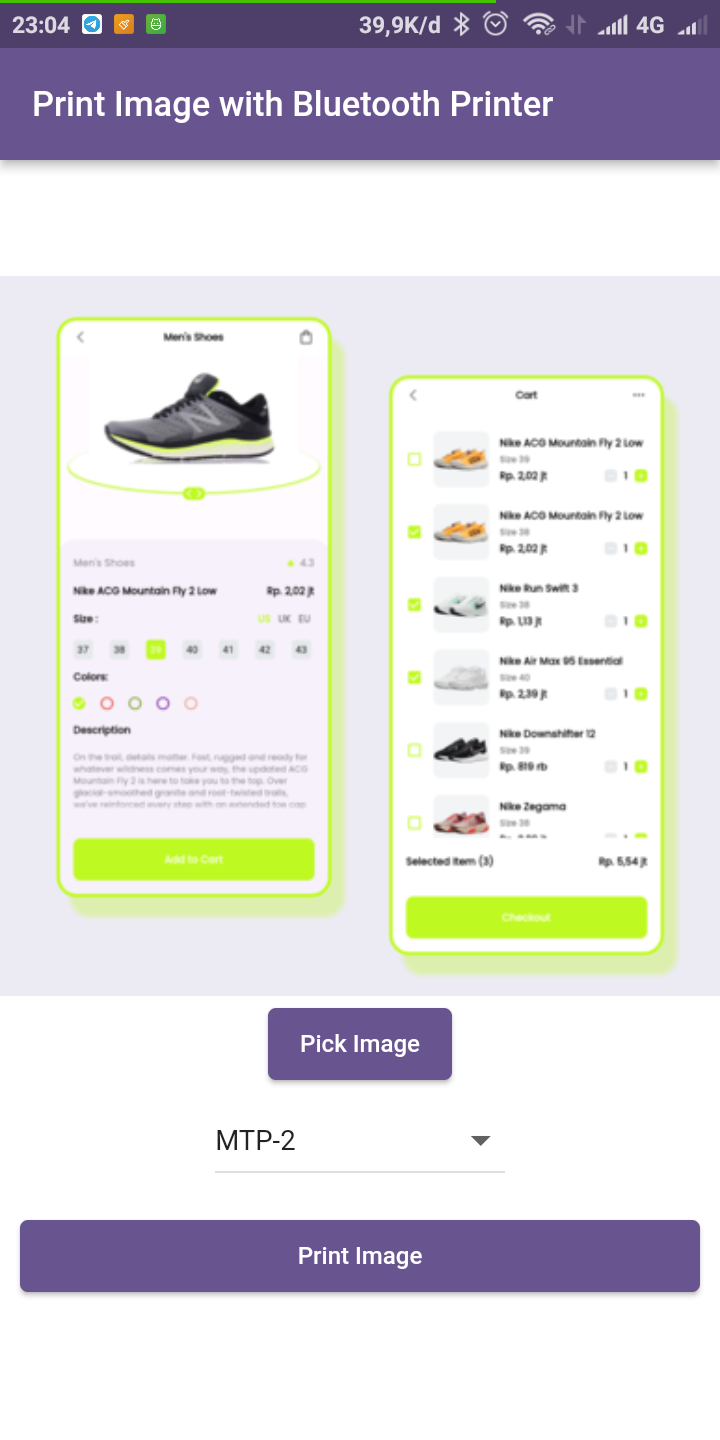 23:04 39,9K/d 4G
Print Image with Bluetooth Printer
Men's Shoes
Men's Shoes 4.3
Nike ACG Mountain Fly 2 Low Rp. 2,02 jt
Size : US UK EU
37 38 39 40 41 42 43
Colors:
Description
On the trail, details matter. Fast, rugged and ready for
whatever wildness comes your way, the updated ACG
Mountain Fly 2 is here to take you to the top. Over
glacial-smoothed granite and root-twisted trails,
we've reinforced every step with an extended toe cap
Add to Cart
Cart
Nike ACG Mountain Fly 2 Low
Size 39
Rp. 2,02 jt 1
Nike ACG Mountain Fly 2 Low
Size 38
Rp. 2,02 jt 1
Nike Run Swift 3
Size 38
Rp. 1,13 jt 1
Nike Air Max 95 Essential
Size 40
Rp. 2,39 jt 1
Nike Downshifter 12
Size 39
Rp. 819 rb 1
Nike Zegama
Size 38
Selected Item (3) Rp. 5,54 jt
Checkout
Pick Image
MTP-2
Print Image